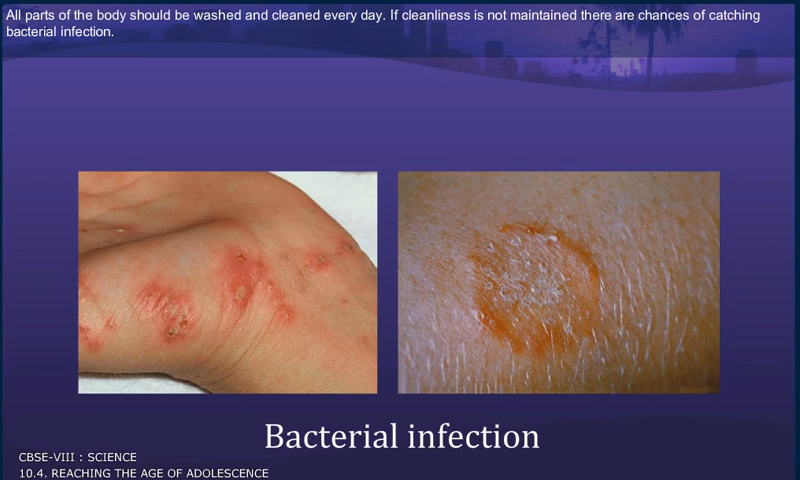 All parts of the body should be washed and cleaned every day. If cleanliness is not maintained there are chances of catching
bacterial infection.
Bacterial infection
CBSE-VIII : SCIENCE
10.4. REACHING THE AGE OF ADOLESCENCE